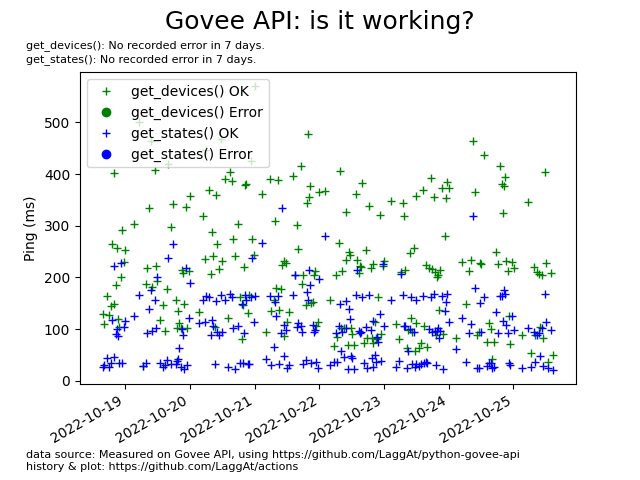 Govee API: is it working?
get_devices(): No recorded error in 7 days.
get_states(): No recorded error in 7 days.
get_devices() OK
get_devices() Error
get_states() OK
get_states() Error
500
400
300
200
100
0
Ping (ms)
2022-10-19
2022-10-20
2022-10-21
2022-10-22
2022-10-23
2022-10-24
2022-10-25
data source: Measured on Govee API, using https://github.com/LaggAt/python-govee-api
history & plot: https://github.com/LaggAt/actions